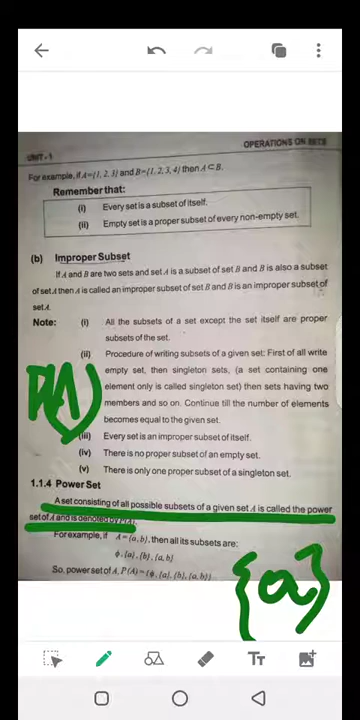 UNIT - 1
OPERATIONS ON SETS
For example, if A={1, 2, 3} and B={1, 2, 3, 4} then A ⊂ B.
Remember that:
(i) Every set is a subset of itself.
(ii) Empty set is a proper subset of every non-empty set.
(b) Improper Subset
If A and B are two sets and set A is a subset of set B and B is also a subset
of set A then A is called an improper subset of set B and B is an improper subset of
set A.
Note: (i) All the subsets of a set except the set itself are proper
subsets of the set.
(ii) Procedure of writing subsets of a given set: First of all write
empty set, then singleton sets, (a set containing one
element only is called singleton set) then sets having two
members and so on. Continue till the number of elements
becomes equal to the given set.
P(A)
(iii) Every set is an improper subset of itself.
(iv) There is no proper subset of an empty set.
(v) There is only one proper subset of a singleton set.
1.1.4 Power Set
A set consisting of all possible subsets of a given set A is called the power
set of A and is denoted by P(A).
For example, if A={a, b}, then all its subsets are:
ϕ, {a}, {b}, {a, b}
So, power set of A, P(A)={ϕ, {a}, {b}, {a, b}}
{a}
Tт